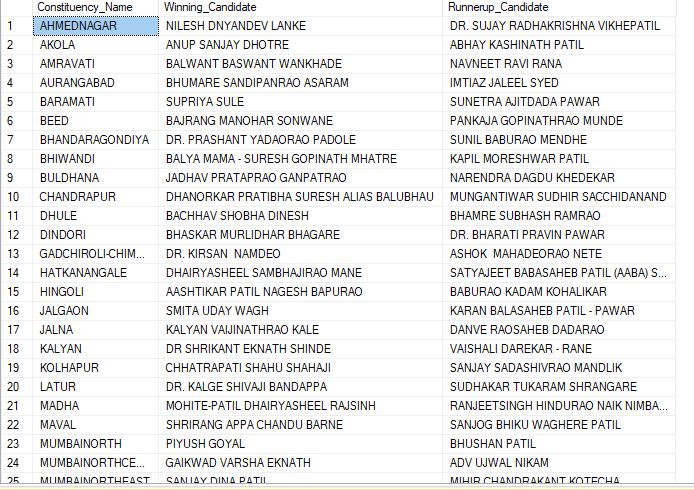 Constituency_Name Winning_Candidate Runnerup_Candidate
1 AHMEDNAGAR NILESH DNYANDEV LANKE DR. SUJAY RADHAKRISHNA VIKHEPATIL
2 AKOLA ANUP SANJAY DHOTRE ABHAY KASHINATH PATIL
3 AMRAVATI BALWANT BASWANT WANKHADE NAVNEET RAVI RANA
4 AURANGABAD BHUMARE SANDIPANRAO ASARAM IMTIAZ JALEEL SYED
5 BARAMATI SUPRIYA SULE SUNETRA AJITDADA PAWAR
6 BEED BAJRANG MANOHAR SONWANE PANKAJA GOPINATHRAO MUNDE
7 BHANDARAGONDIYA DR. PRASHANT YADAORAO PADOLE SUNIL BABURAO MENDHE
8 BHIWANDI BALYA MAMA - SURESH GOPINATH MHATRE KAPIL MORESHWAR PATIL
9 BULDHANA JADHAV PRATAPRAO GANPATRAO NARENDRA DAGDU KHEDEKAR
10 CHANDRAPUR DHANORKAR PRATIBHA SURESH ALIAS BALUBHAU MUNGANTIWAR SUDHIR SACCHIDANAND
11 DHULE BACHHAV SHOBHA DINESH BHAMRE SUBHASH RAMRAO
12 DINDORI BHASKAR MURLIDHAR BHAGARE DR. BHARATI PRAVIN PAWAR
13 GADCHIROLI-CHIM... DR. KIRSAN  NAMDEO ASHOK  MAHADEORAO NETE
14 HATKANANGALE DHAIRYASHEEL SAMBHAJIRAO MANE SATYAJEET BABASAHEB PATIL (AABA) S...
15 HINGOLI AASHTIKAR PATIL NAGESH BAPURAO BABURAO KADAM KOHALIKAR
16 JALGAON SMITA UDAY WAGH KARAN BALASAHEB PATIL - PAWAR
17 JALNA KALYAN VAIJINATHRAO KALE DANVE RAOSAHEB DADARAO
18 KALYAN DR SHRIKANT EKNATH SHINDE VAISHALI DAREKAR - RANE
19 KOLHAPUR CHHATRAPATI SHAHU SHAHAJI SANJAY SADASHIVRAO MANDLIK
20 LATUR DR. KALGE SHIVAJI BANDAPPA SUDHAKAR TUKARAM SHRANGARE
21 MADHA MOHITE-PATIL DHAIRYASHEEL RAJSINH RANJEETSINGH HINDURAO NAIK NIMBA...
22 MAVAL SHRIRANG APPA CHANDU BARNE SANJOG BHIKU WAGHERE PATIL
23 MUMBAINORTH PIYUSH GOYAL BHUSHAN PATIL
24 MUMBAINORTHCE... GAIKWAD VARSHA EKNATH ADV UJWAL NIKAM
25 MUMBAINORTHEAST SANJAY DINA PATIL MIHIR CHANDRAKANT KOTECHA